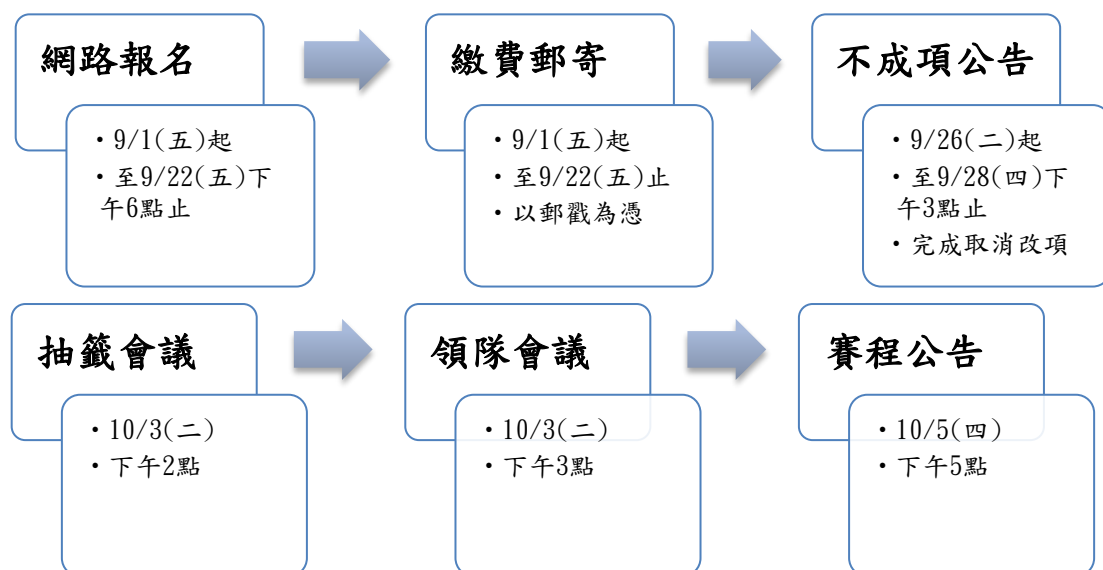 網路報名
・9/1(五)起
・至9/22(五)下
午6點止
繳費郵寄
・9/1(五)起
・至9/22(五)止
・以郵戳為憑
不成項公告
・9/26(二)起
・至9/28(四)下
午3點止
・完成取消改項
抽籤會議
・10/3(二)
・下午2點
領隊會議
・10/3(二)
・下午3點
賽程公告
・10/5(四)
・下午5點